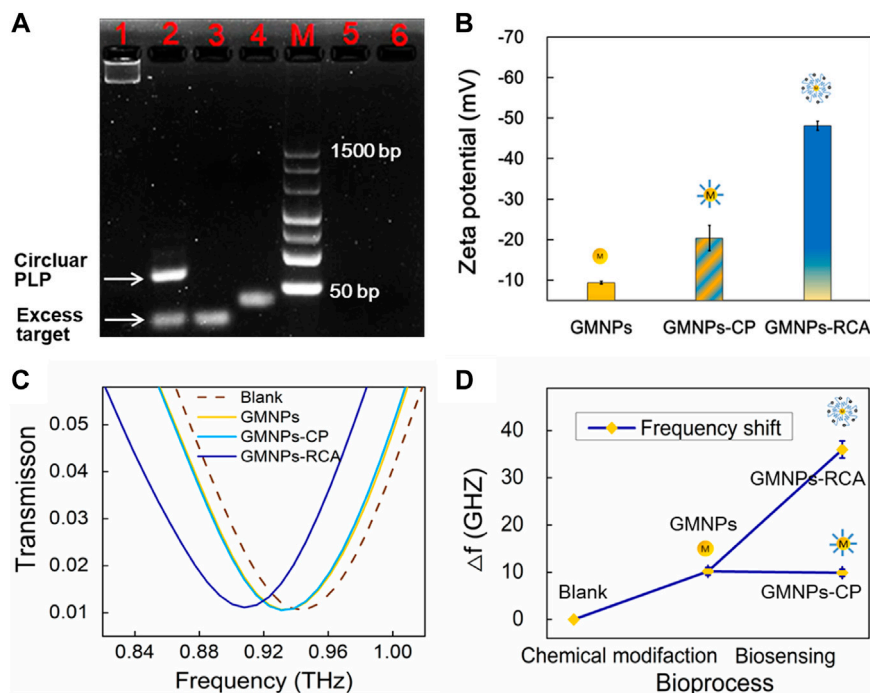 A
1 2 3 4 M 5 6
1500 bp
Circluar
PLP
50 bp
Excess
target
B
Zeta potential (mV)
-70
-60
-50
-40
-30
-20
-10
M
M
M
GMNPs GMNPs-CP GMNPs-RCA
C
Transmisson
0.05
0.04
0.03
0.02
0.01
Blank
GMNPs
GMNPs-CP
GMNPs-RCA
0.84 0.88 0.92 0.96 1.00
Frequency (THz)
D
Δf (GHZ)
40
30
20
10
0
Frequency shift
GMNPs-RCA
GMNPs
M
M
Blank
GMNPs-CP
Chemical modifaction Biosensing
Bioprocess